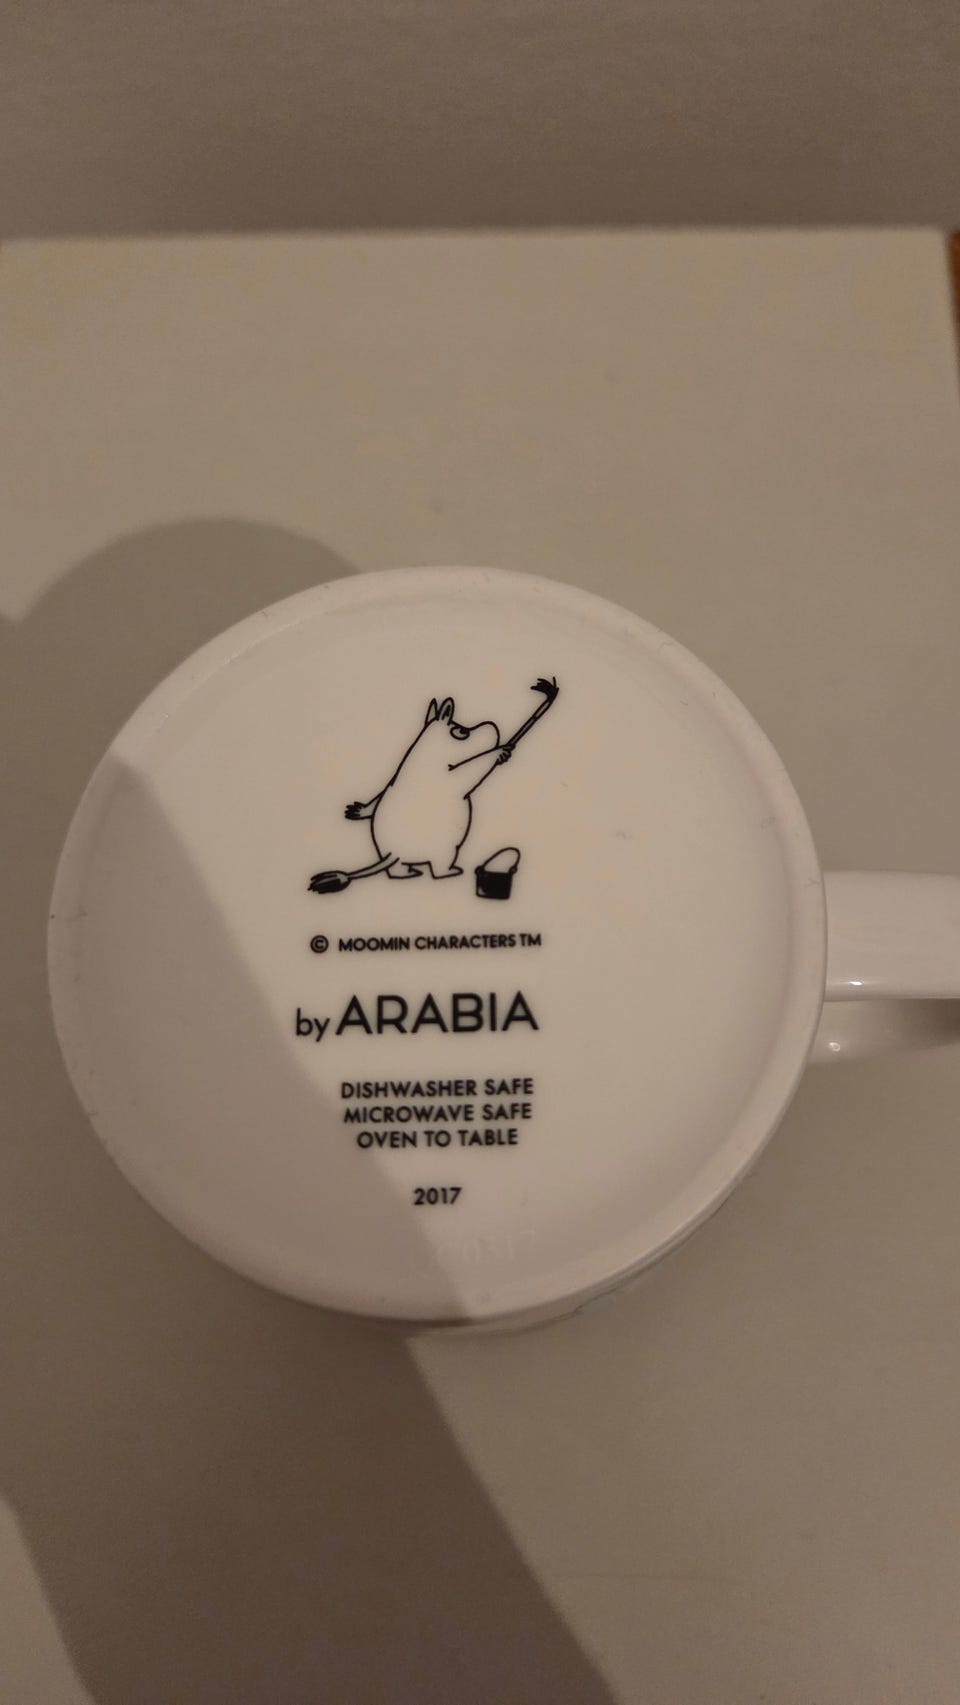 © MOOMIN CHARACTERS TM
by ARABIA
DISHWASHER SAFE
MICROWAVE SAFE
OVEN TO TABLE
2017